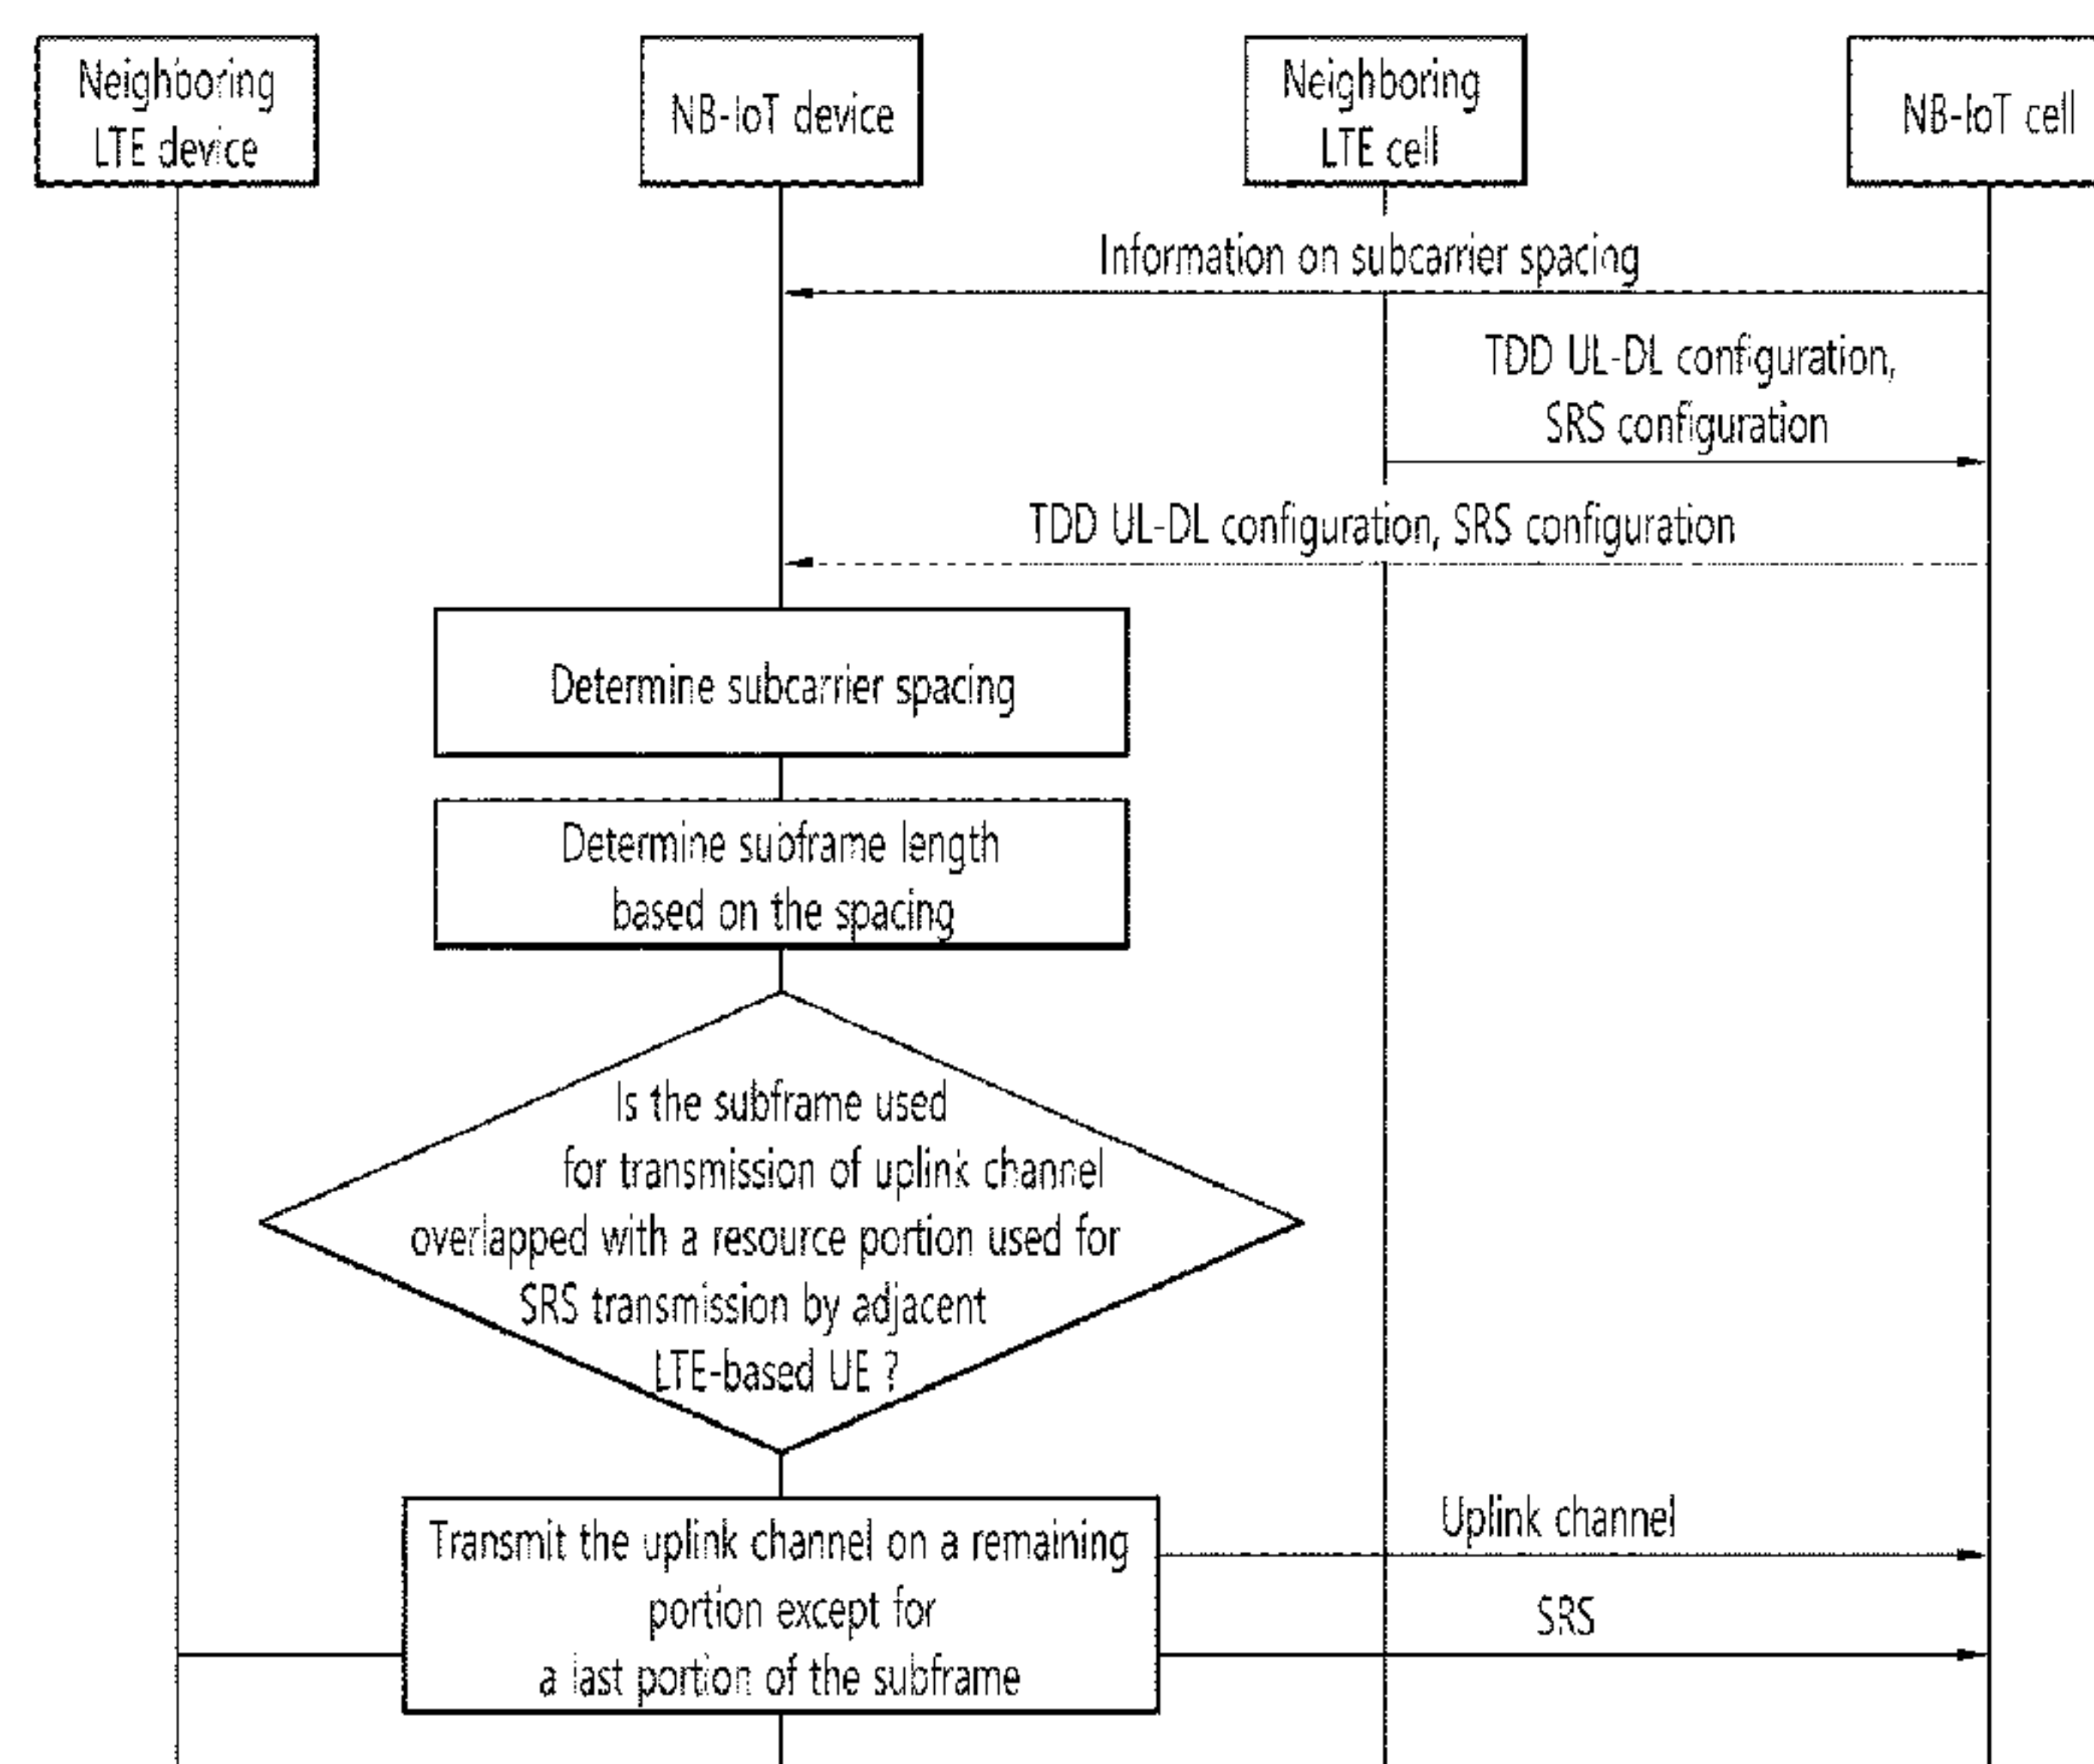 Neighboring
LTE device
NB-IoT device
Neighboring
LTE cell
NB-IoT cell
Information on subcarrier spacing
TDD UL-DL configuration,
SRS configuration
TDD UL-DL configuration, SRS configuration
Determine subcarrier spacing
Determine subframe length
based on the spacing
Is the subframe used
for transmission of uplink channel
overlapped with a resource portion used for
SRS transmission by adjacent
LTE-based UE ?
Transmit the uplink channel on a remaining
portion except for
a last portion of the subframe
Uplink channel
SRS